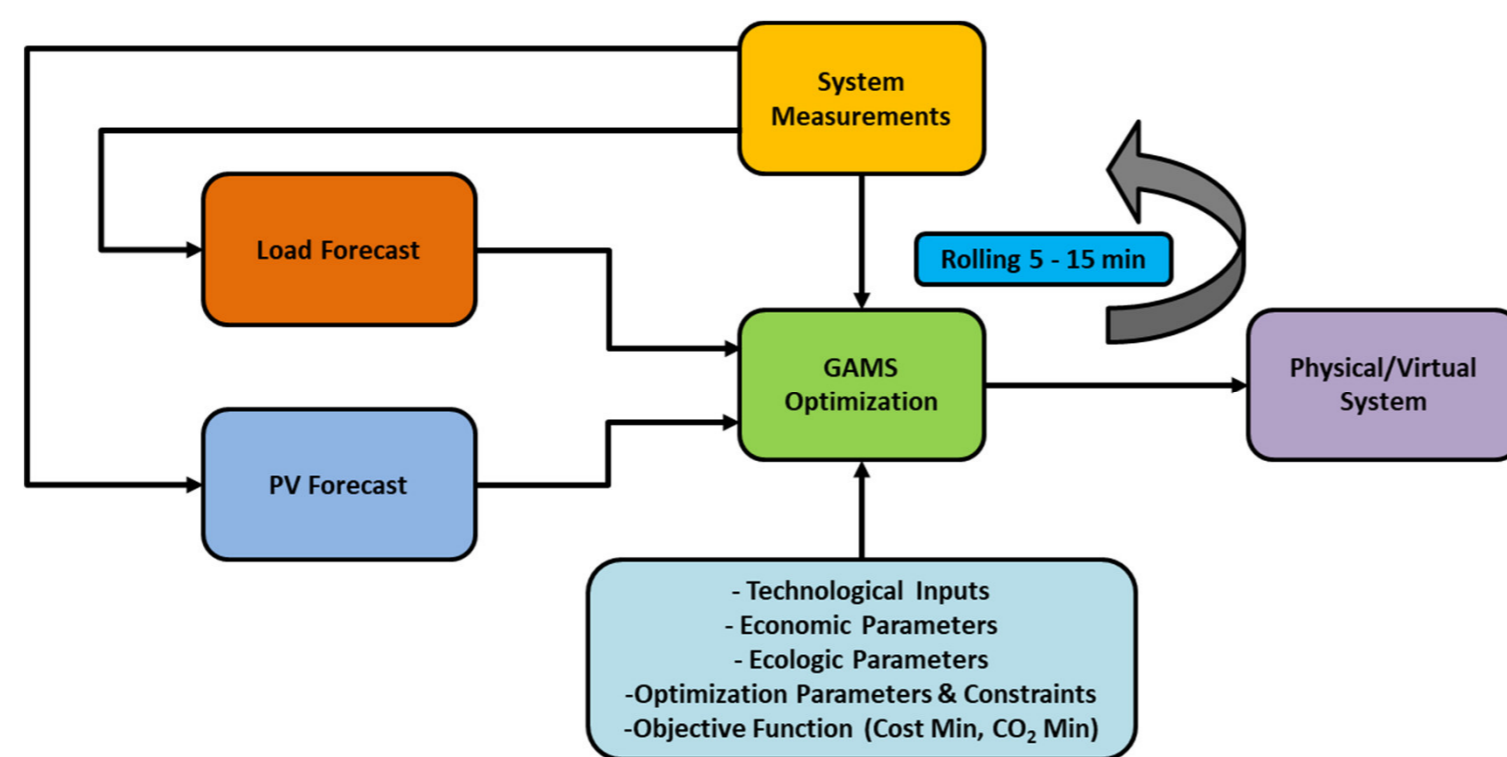 System
Measurements
Load Forecast
Rolling 5 - 15 min
GAMS
Optimization
Physical/Virtual
System
PV Forecast
- Technological Inputs
- Economic Parameters
- Ecologic Parameters
-Optimization Parameters & Constraints
-Objective Function (Cost Min, CO₂ Min)